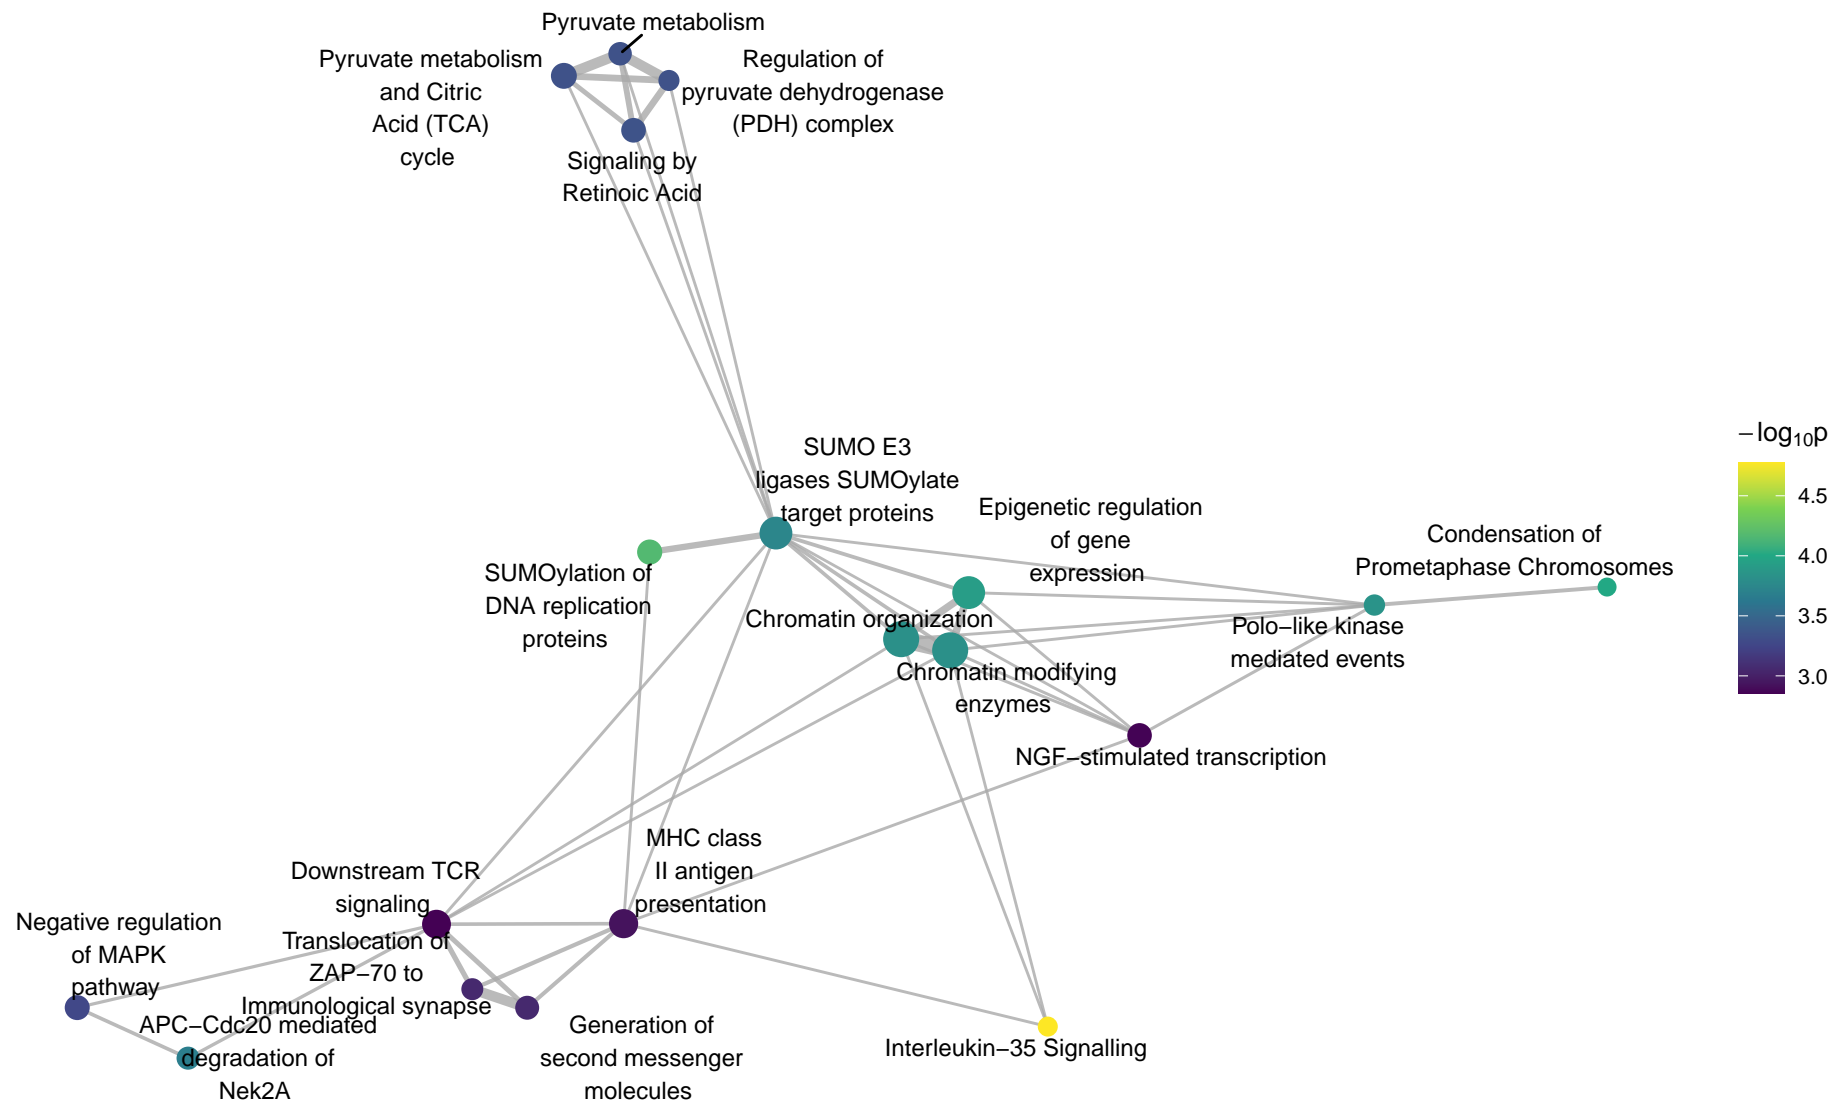 Pyruvate metabolism
Pyruvate metabolism
and Citric
Acid (TCA)
cycle
Regulation of
pyruvate dehydrogenase
(PDH) complex
Signaling by
Retinoic Acid
SUMO E3
ligases SUMOylate
target proteins
Epigenetic regulation
of gene
expression
Condensation of
Prometaphase Chromosomes
SUMOylation of
DNA replication
proteins
Chromatin organization
Polo−like kinase
mediated events
Chromatin modifying
enzymes
NGF−stimulated transcription
MHC class
II antigen
presentation
Downstream TCR
signaling
Negative regulation
of MAPK
pathway
Translocation of
ZAP−70 to
Immunological synapse
APC−Cdc20 mediated
degradation of
Nek2A
Generation of
second messenger
molecules
Interleukin−35 Signalling
−log₁₀p
4.5
4.0
3.5
3.0